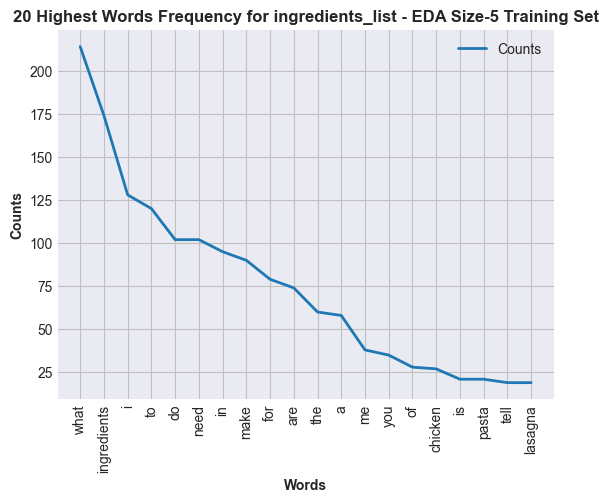 20 Highest Words Frequency for ingredients_list - EDA Size-5 Training Set
Counts
200
175
150
125
100
75
50
25
Counts
what
ingredients
i
to
do
need
in
make
for
are
the
a
me
you
of
chicken
is
pasta
tell
lasagna
Words